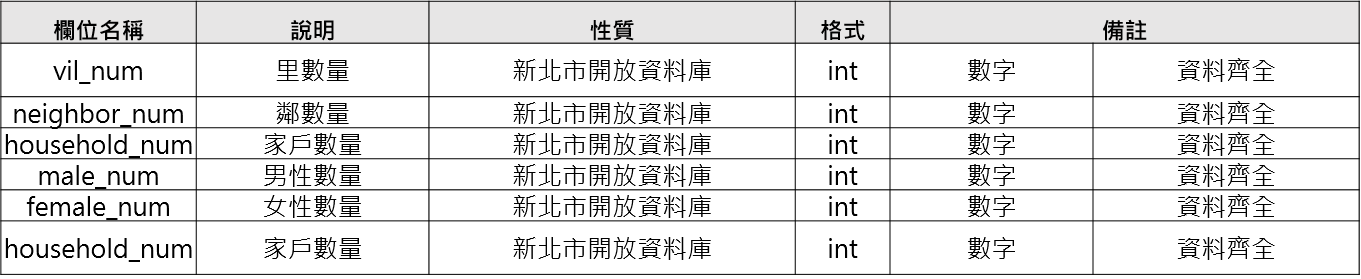 欄位名稱 說明 性質 格式 備註
vil_num 里數量 新北市開放資料庫 int 數字 資料齊全
neighbor_num 鄰數量 新北市開放資料庫 int 數字 資料齊全
household_num 家戶數量 新北市開放資料庫 int 數字 資料齊全
male_num 男性數量 新北市開放資料庫 int 數字 資料齊全
female_num 女性數量 新北市開放資料庫 int 數字 資料齊全
household_num 家戶數量 新北市開放資料庫 int 數字 資料齊全